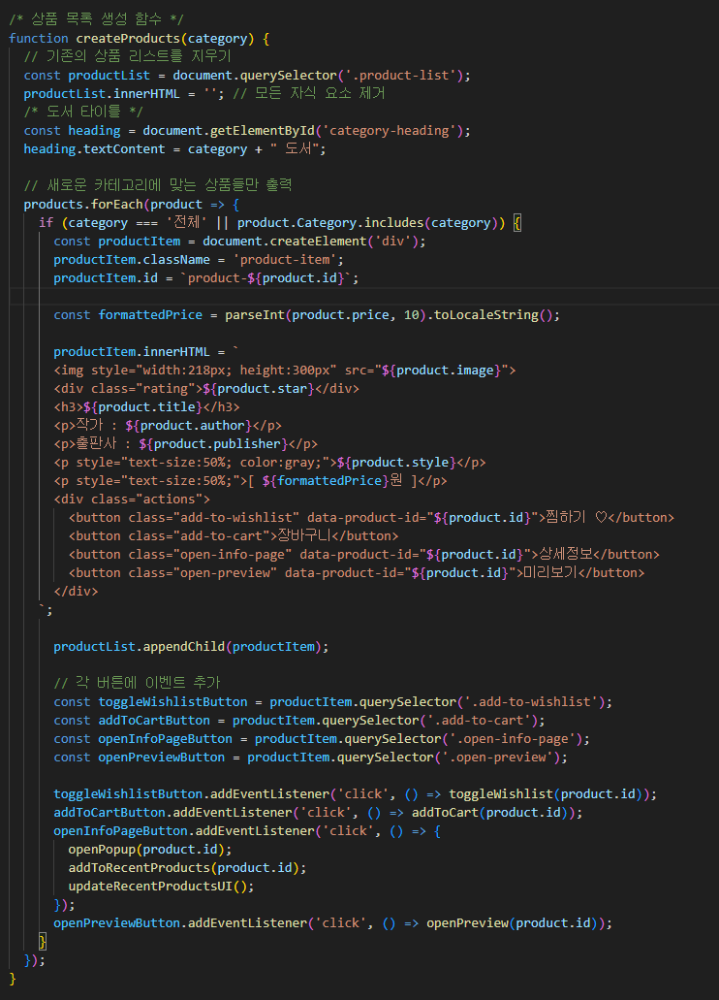 /* 상품 목록 생성 함수 */
function createProducts(category) {
  // 기존의 상품 리스트를 지우기
  const productList = document.querySelector('.product-list');
  productList.innerHTML = ''; // 모든 자식 요소 제거
  /* 도서 타이틀 */
  const heading = document.getElementById('category-heading');
  heading.textContent = category + " 도서";

  // 새로운 카테고리에 맞는 상품들만 출력
  products.forEach(product => {
    if (category === '전체' || product.Category.includes(category)) {
      const productItem = document.createElement('div');
      productItem.className = 'product-item';
      productItem.id = `product-${product.id}`;

      const formattedPrice = parseInt(product.price, 10).toLocaleString();

      productItem.innerHTML = `
      <img style="width:218px; height:300px" src="${product.image}">
      <div class="rating">${product.star}</div>
      <h3>${product.title}</h3>
      <p>작가 : ${product.author}</p>
      <p>출판사 : ${product.publisher}</p>
      <p style="text-size:50%; color:gray;">${product.style}</p>
      <p style="text-size:50%;">[ ${formattedPrice}원 ]</p>
      <div class="actions">
        <button class="add-to-wishlist" data-product-id="${product.id}">찜하기 ♡</button>
        <button class="add-to-cart">장바구니</button>
        <button class="open-info-page" data-product-id="${product.id}">상세정보</button>
        <button class="open-preview" data-product-id="${product.id}">미리보기</button>
      </div>
    `;

      productList.appendChild(productItem);

      // 각 버튼에 이벤트 추가
      const toggleWishlistButton = productItem.querySelector('.add-to-wishlist');
      const addToCartButton = productItem.querySelector('.add-to-cart');
      const openInfoPageButton = productItem.querySelector('.open-info-page');
      const openPreviewButton = productItem.querySelector('.open-preview');

      toggleWishlistButton.addEventListener('click', () => toggleWishlist(product.id));
      addToCartButton.addEventListener('click', () => addToCart(product.id));
      openInfoPageButton.addEventListener('click', () => {
        openPopup(product.id);
        addToRecentProducts(product.id);
        updateRecentProductsUI();
      });
      openPreviewButton.addEventListener('click', () => openPreview(product.id));
    }
  });
}